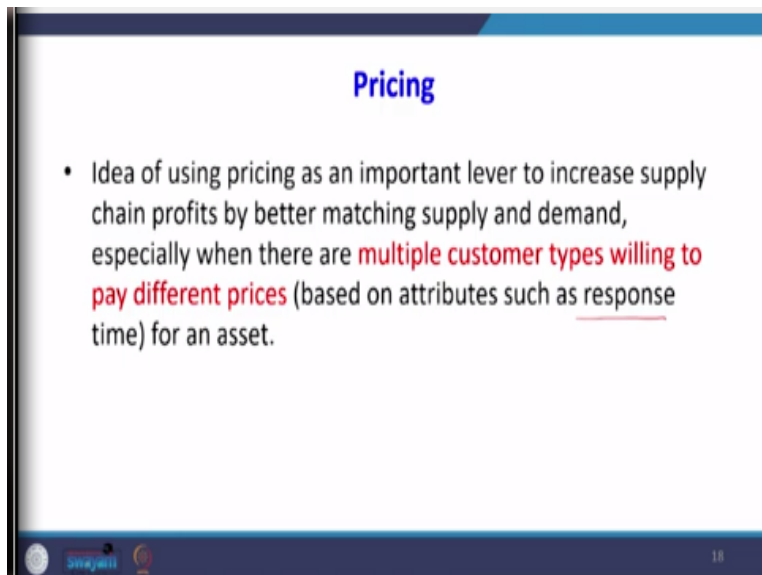 Pricing
• Idea of using pricing as an important lever to increase supply
chain profits by better matching supply and demand,
especially when there are multiple customer types willing to
pay different prices (based on attributes such as response
time) for an asset.
swayam
18